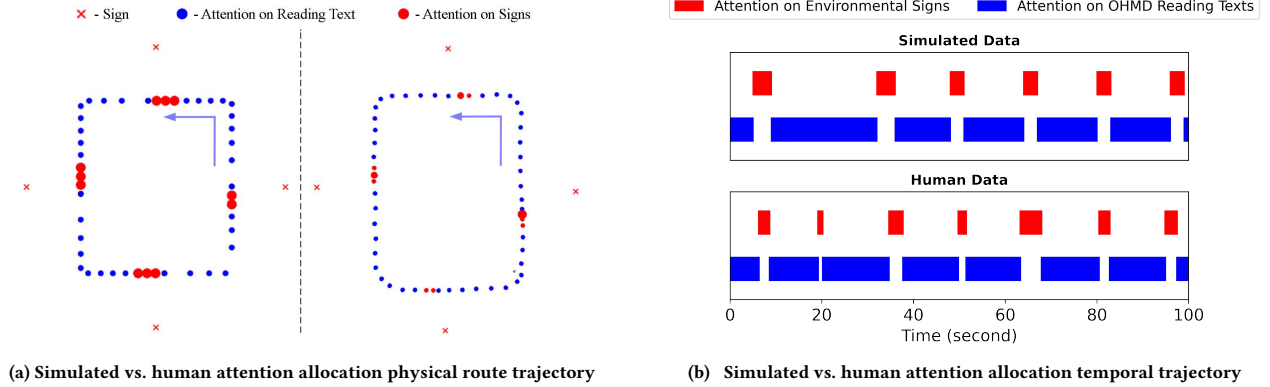 - Sign - Attention on Reading Text - Attention on Signs
Attention on Environmental Signs Attention on OHMD Reading Texts
Simulated Data
Human Data
0 20 40 60 80 100
Time (second)
(a) Simulated vs. human attention allocation physical route trajectory
(b) Simulated vs. human attention allocation temporal trajectory